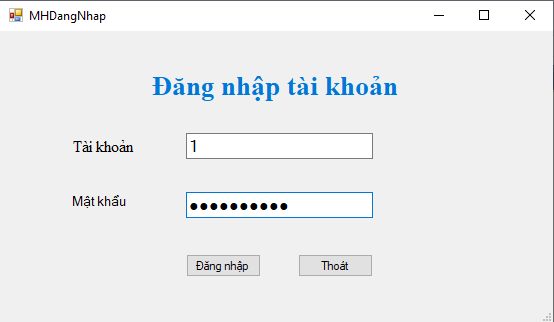 MHDangNhap
Đăng nhập tài khoản
Tài khoản 1
Mật khẩu ●●●●●●●●●●
Đăng nhập Thoát